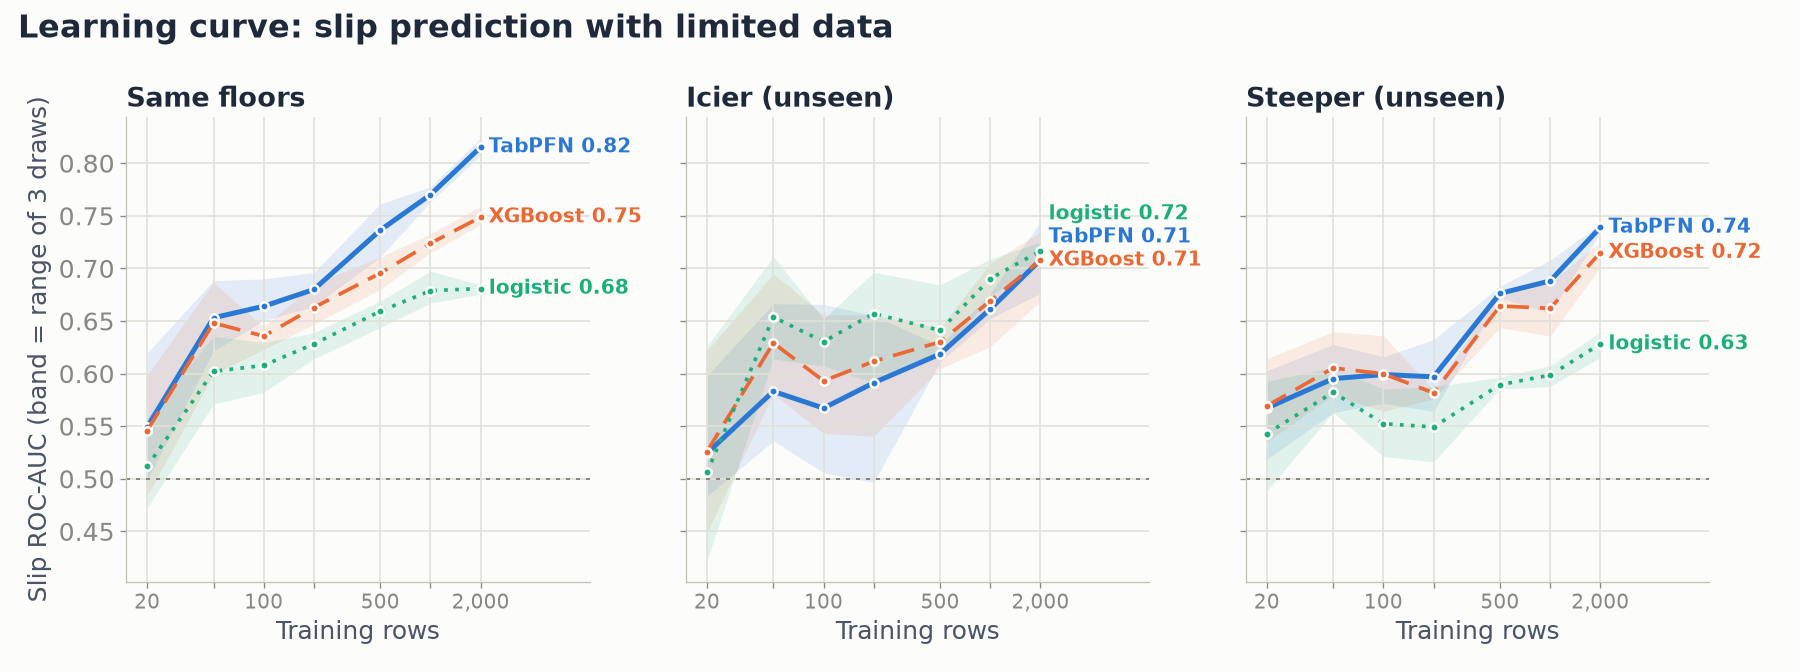 Learning curve: slip prediction with limited data
Slip ROC-AUC (band = range of 3 draws)
Same floors
0.80
0.75
0.70
0.65
0.60
0.55
0.50
0.45
TabPFN 0.82
XGBoost 0.75
logistic 0.68
20
100
500
2,000
Training rows
Icier (unseen)
logistic 0.72
TabPFN 0.71
XGBoost 0.71
20
100
500
2,000
Training rows
Steeper (unseen)
TabPFN 0.74
XGBoost 0.72
logistic 0.63
20
100
500
2,000
Training rows